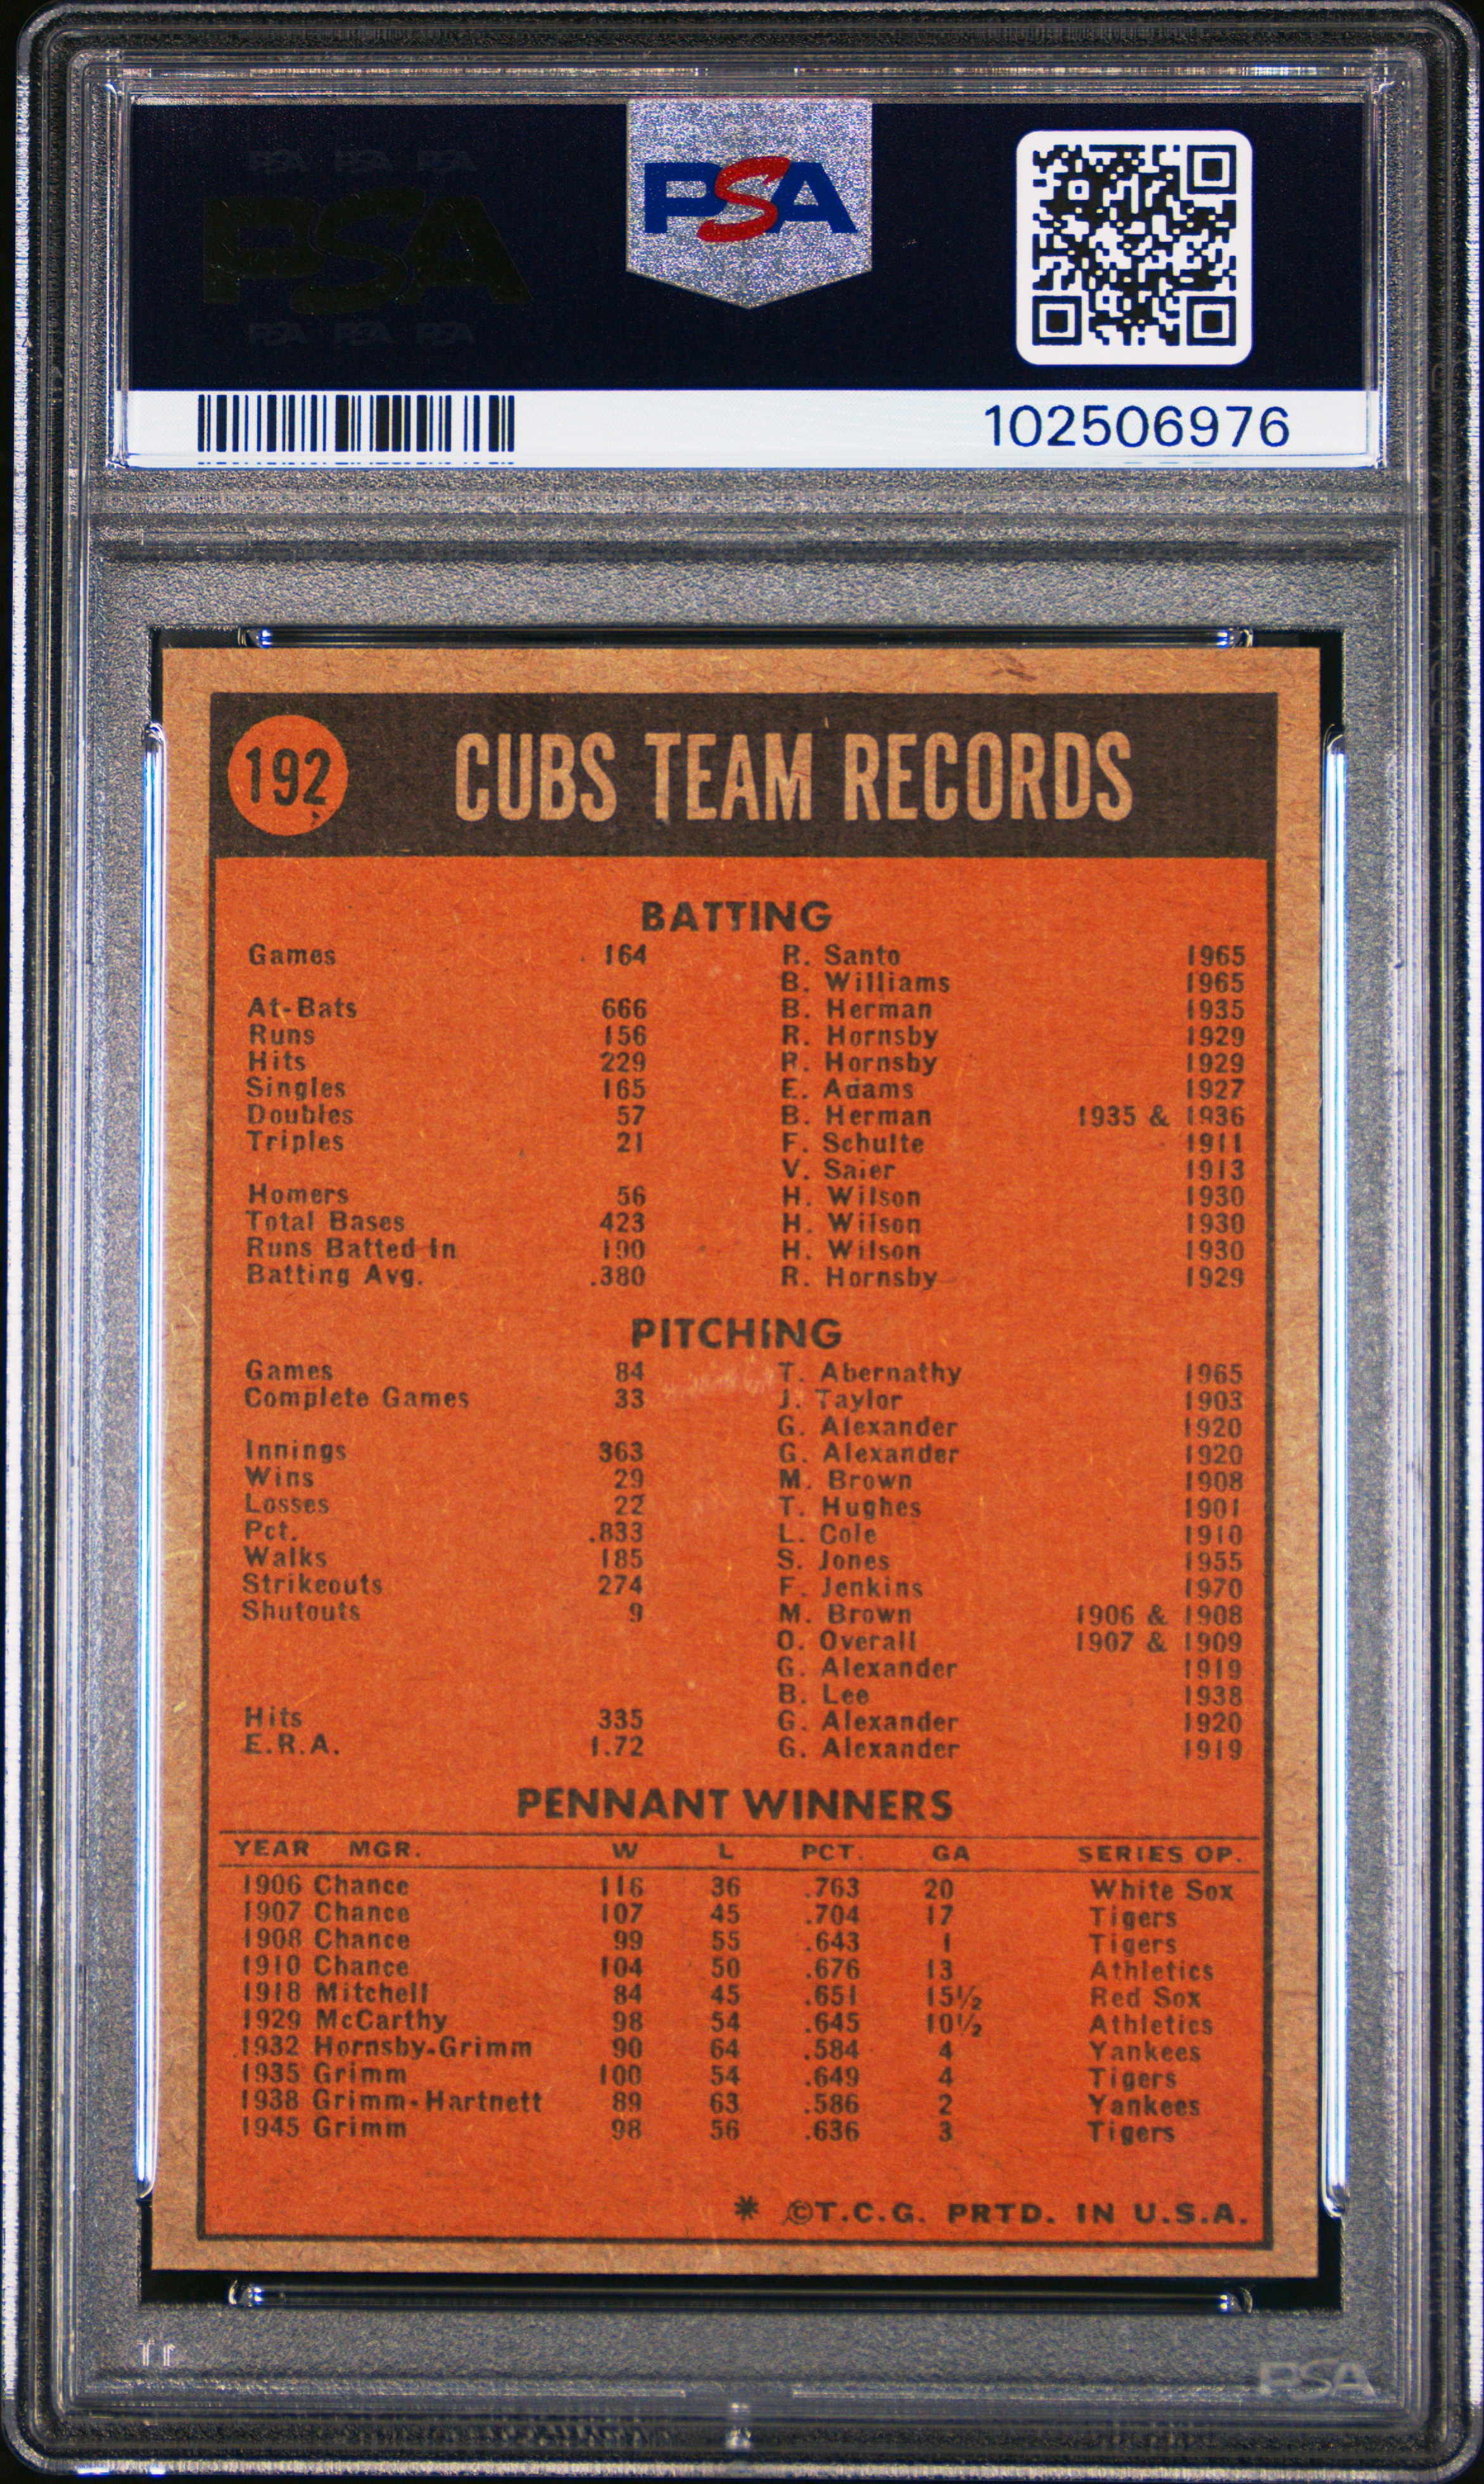 PSA PSA PSA
PSA
PSA PSA PSA
PSA
102506976
192 CUBS TEAM RECORDS
BATTING
Games 164 R. Santo 1965
B. Williams 1965
At-Bats 666 B. Herman 1935
Runs 156 R. Hornsby 1929
Hits 229 R. Hornsby 1929
Singles 165 E. Adams 1927
Doubles 57 B. Herman 1935 & 1936
Triples 21 F. Schulte 1911
V. Saier 1913
Homers 56 H. Wilson 1930
Total Bases 423 H. Wilson 1930
Runs Batted In 190 H. Wilson 1930
Batting Avg. .380 R. Hornsby 1929
PITCHING
Games 84 T. Abernathy 1965
Complete Games 33 J. Taylor 1903
G. Alexander 1920
Innings 363 G. Alexander 1920
Wins 29 M. Brown 1908
Losses 22 T. Hughes 1901
Pct. .833 L. Cole 1910
Walks 185 S. Jones 1955
Strikeouts 274 F. Jenkins 1970
Shutouts 9 M. Brown 1906 & 1908
O. Overall 1907 & 1909
G. Alexander 1919
B. Lee 1938
Hits 335 G. Alexander 1920
E.R.A. 1.72 G. Alexander 1919
PENNANT WINNERS
YEAR MGR. W L PCT. GA SERIES OP.
1906 Chance 116 36 .763 20 White Sox
1907 Chance 107 45 .704 17 Tigers
1908 Chance 99 55 .643 1 Tigers
1910 Chance 104 50 .676 13 Athletics
1918 Mitchell 84 45 .651 15½ Red Sox
1929 McCarthy 98 54 .645 10½ Athletics
1932 Hornsby-Grimm 90 64 .584 4 Yankees
1935 Grimm 100 54 .649 4 Tigers
1938 Grimm-Hartnett 89 63 .586 2 Yankees
1945 Grimm 98 56 .636 3 Tigers
* ©T.C.G. PRTD. IN U.S.A.
PSA